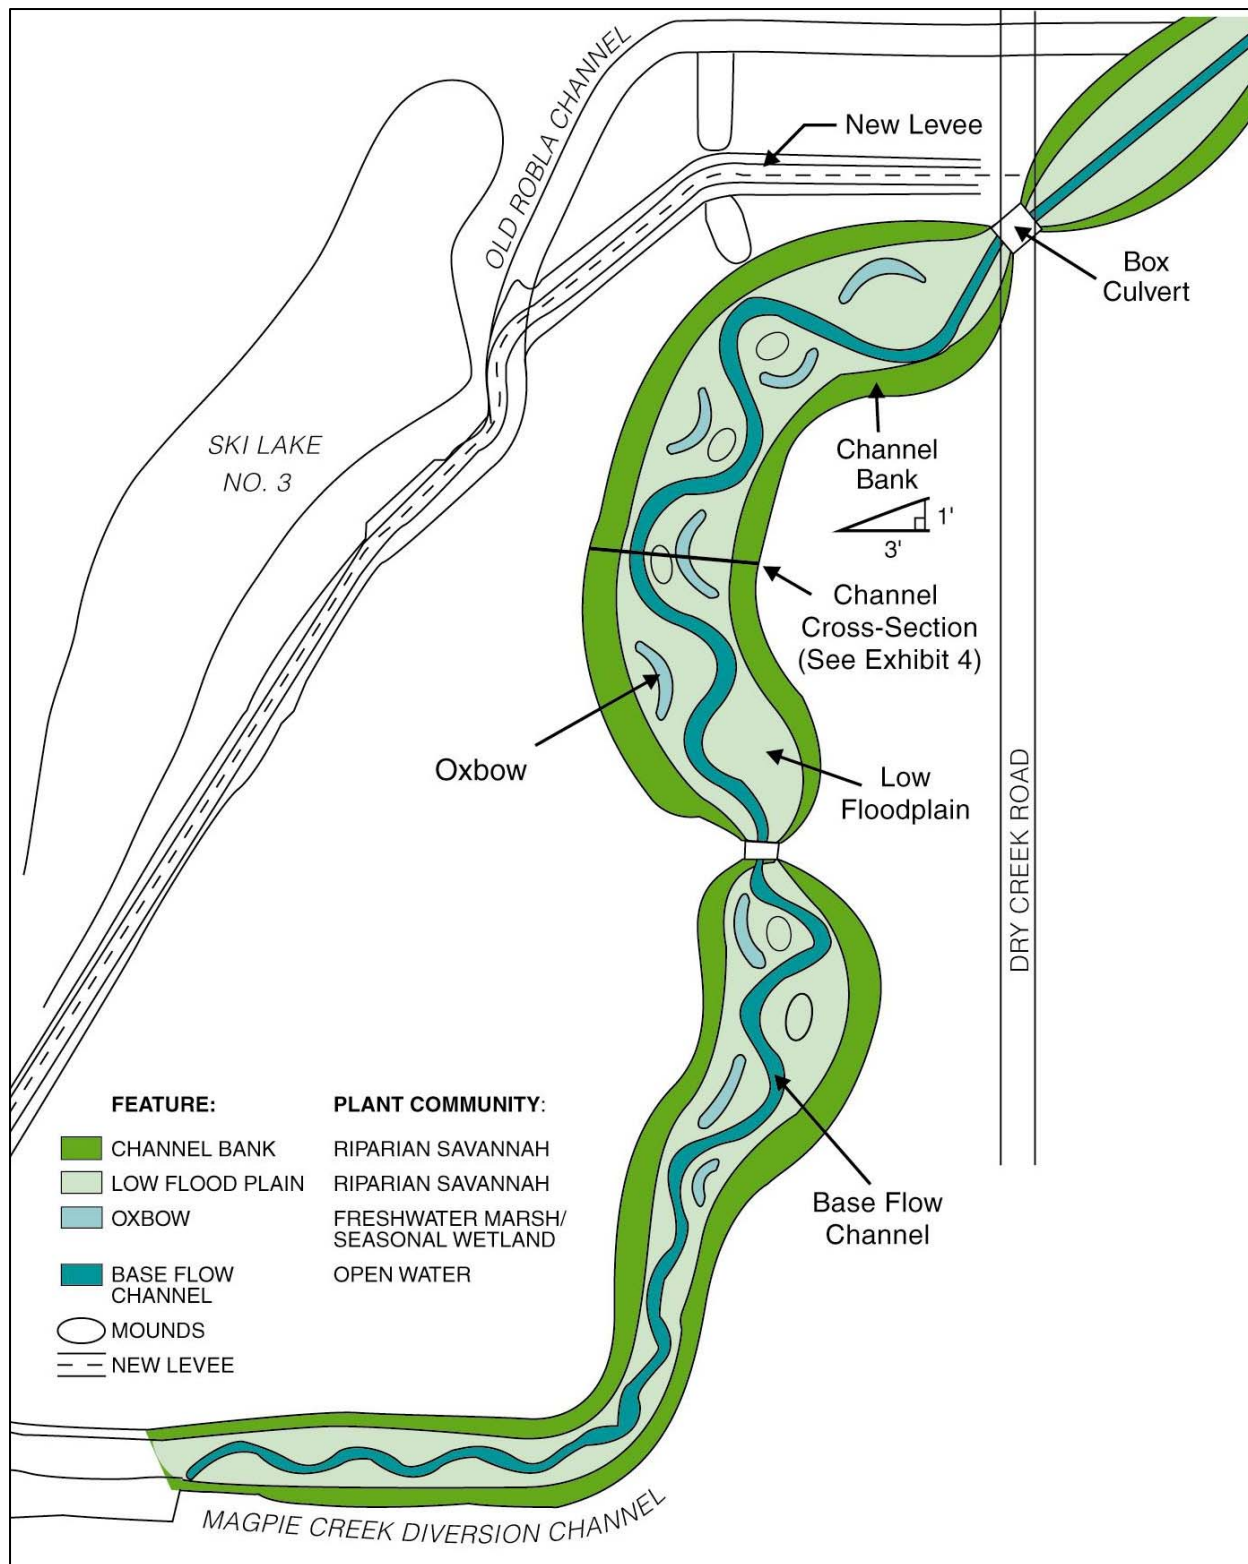 OLD ROBLA CHANNEL
New Levee
Box
Culvert
SKI LAKE
NO. 3
Channel
Bank
1'
3'
Channel
Cross-Section
(See Exhibit 4)
Oxbow
Low
Floodplain
DRY CREEK ROAD
FEATURE: PLANT COMMUNITY:
CHANNEL BANK RIPARIAN SAVANNAH
LOW FLOOD PLAIN RIPARIAN SAVANNAH
OXBOW FRESHWATER MARSH/
SEASONAL WETLAND
BASE FLOW OPEN WATER
CHANNEL
MOUNDS
NEW LEVEE
Base Flow
Channel
MAGPIE CREEK DIVERSION CHANNEL